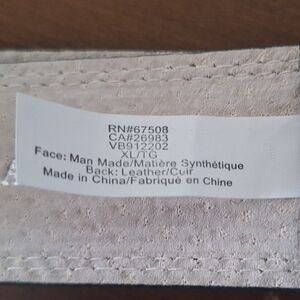 RN#67508
CA#26983
VB912202
XL/TG
Face: Man Made/Matière Synthétique
Back: Leather/Cuir
Made in China/Fabriqué en Chine